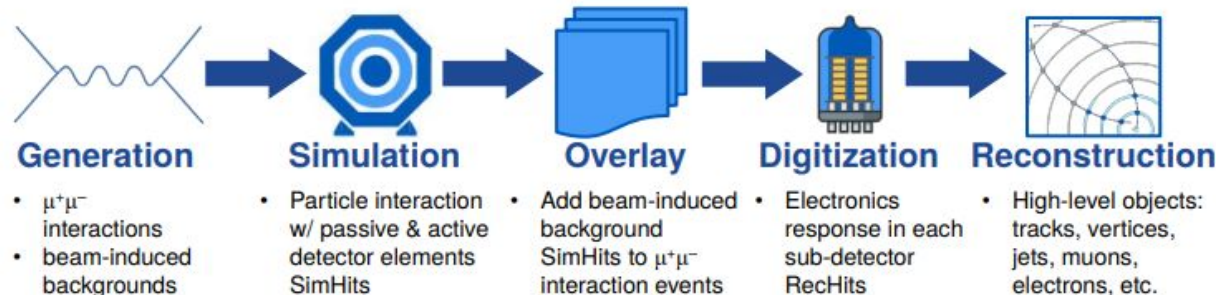 Generation
Simulation
Overlay
Digitization
Reconstruction
• μ⁺μ⁻
interactions
• beam-induced
backgrounds
• Particle interaction
w/ passive & active
detector elements
SimHits
• Add beam-induced
background
SimHits to μ⁺μ⁻
interaction events
• Electronics
response in each
sub-detector
RecHits
• High-level objects:
tracks, vertices,
jets, muons,
electrons, etc.